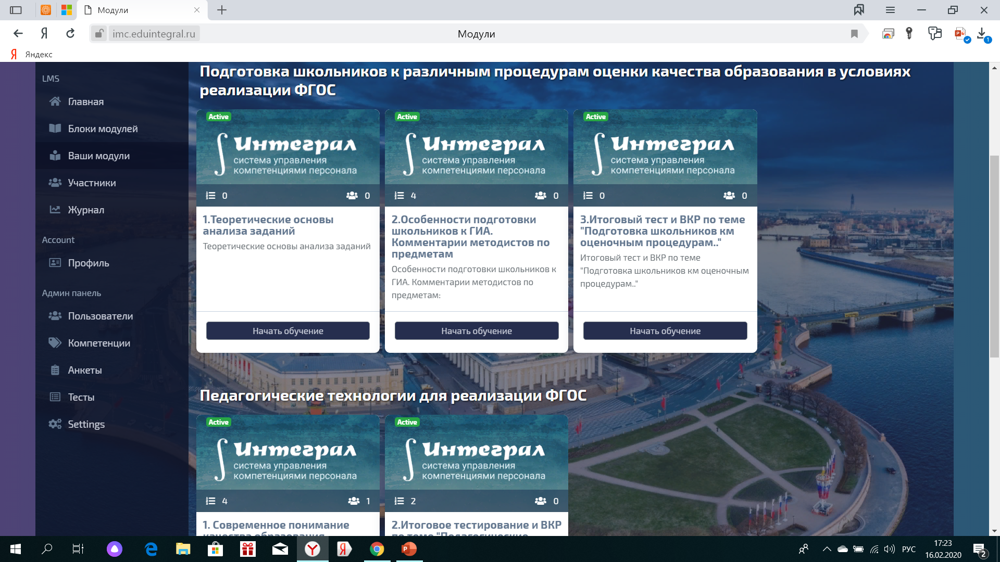 Модули
imc.eduintegral.ru
Модули
1
Яндекс
LMS
Главная
Блоки модулей
Ваши модули
Участники
Журнал
Account
Профиль
Админ панель
Пользователи
Компетенции
Анкеты
Тесты
Settings
Подготовка школьников к различным процедурам оценки качества образования в условиях
реализации ФГОС
Active
Интеграл
система управления
компетенциями персонала
0 0
1.Теоретические основы
анализа заданий
Теоретические основы анализа заданий
Начать обучение
Active
Интеграл
система управления
компетенциями персонала
4 0
2.Особенности подготовки
школьников к ГИА.
Комментарии методистов по
предметам
Особенности подготовки школьников к
ГИА. Комментарии методистов по
предметам:
Начать обучение
Active
Интеграл
система управления
компетенциями персонала
0 0
3.Итоговый тест и ВКР по теме
"Подготовка школьников км
оценочным процедурам.."
Итоговый тест и ВКР по теме
"Подготовка школьников км оценочным
процедурам.."
Начать обучение
Педагогические технологии для реализации ФГОС
Active
Интеграл
система управления
компетенциями персонала
4 1
1. Современное понимание
качества образования
Active
Интеграл
система управления
компетенциями персонала
2 0
2.Итоговое тестирование и ВКР
по теме "Педагогические
РУС
17:23
16.02.2020
2